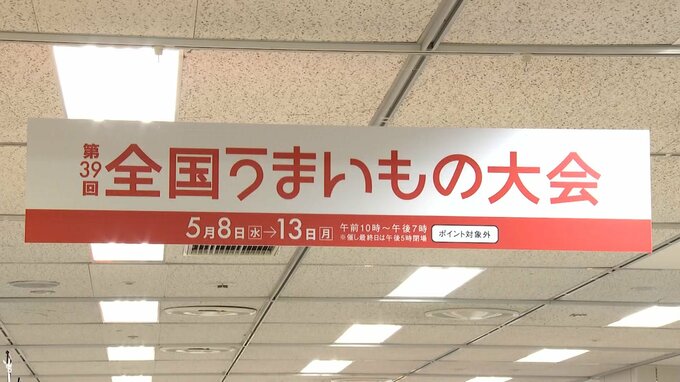 第39回
全国うまいもの大会
5月8日水→13日月
午前10時～午後7時
※催し最終日は午後5時閉場
ポイント対象外